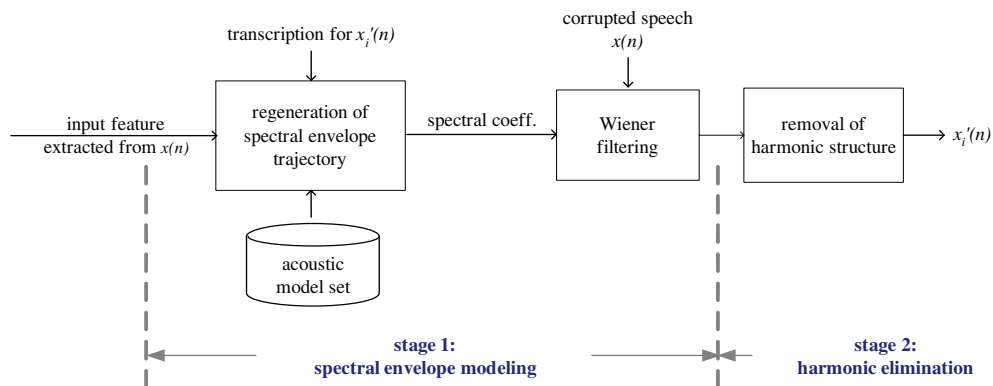 transcription for x_i'(n)
corrupted speech
x(n)
input feature
extracted from x(n)
regeneration of
spectral envelope
trajectory
spectral coeff.
Wiener
filtering
removal of
harmonic structure
x_i'(n)
acoustic
model set
stage 1:
spectral envelope modeling
stage 2:
harmonic elimination